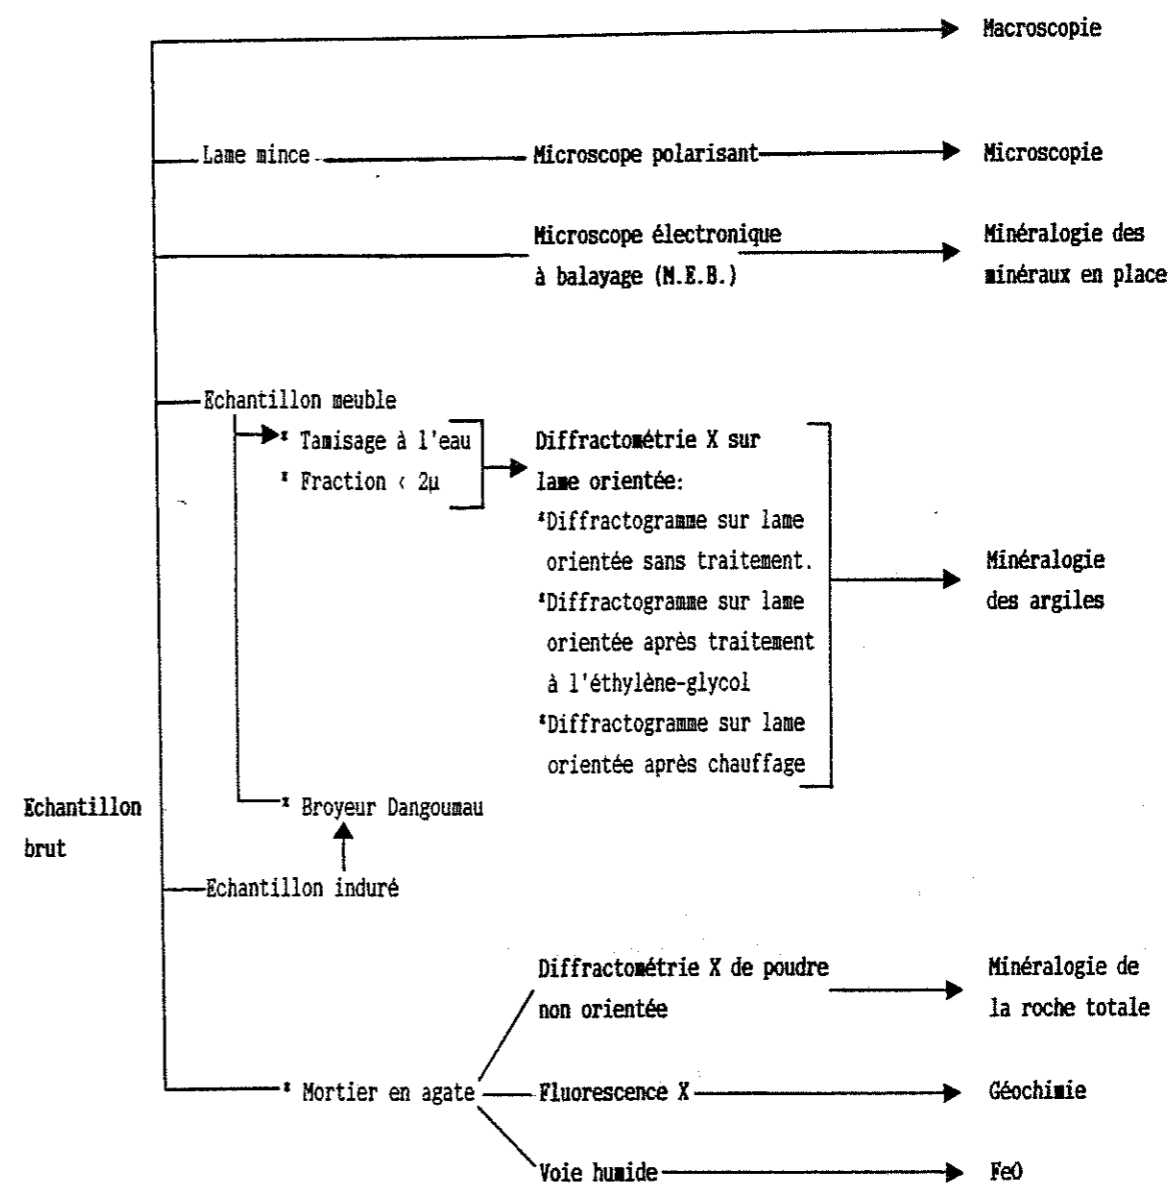 Macroscopie
Lame mince
Microscope polarisant
Microscopie
Microscope électronique
à balayage (M.E.B.)
Minéralogie des
minéraux en place
Echantillon meuble
* Tamisage à l'eau
* Fraction < 2µ
Diffractométrie X sur
lame orientée:
*Diffractogramme sur lame
orientée sans traitement.
*Diffractogramme sur lame
orientée après traitement
à l'éthylène-glycol
*Diffractogramme sur lame
orientée après chauffage
Minéralogie
des argiles
* Broyeur Dangoumau
Echantillon
brut
Echantillon induré
Diffractométrie X de poudre
non orientée
Minéralogie de
la roche totale
* Mortier en agate
Fluorescence X
Géochimie
Voie humide
FeO